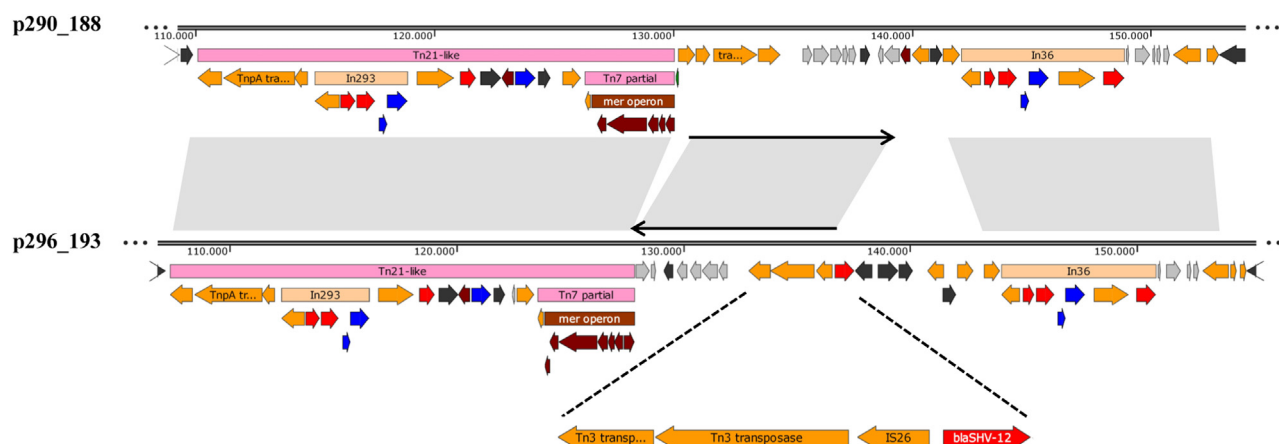 p290_188
110.000 120.000 130.000 140.000 150.000
Tn21-like
TnpA tra... In293 Tn7 partial tra... In36
mer operon
p296_193
110.000 120.000 130.000 140.000 150.000
Tn21-like In36
TnpA tr... In293 Tn7 partial
mer operon
Tn3 transp... Tn3 transposase IS26 blaSHV-12